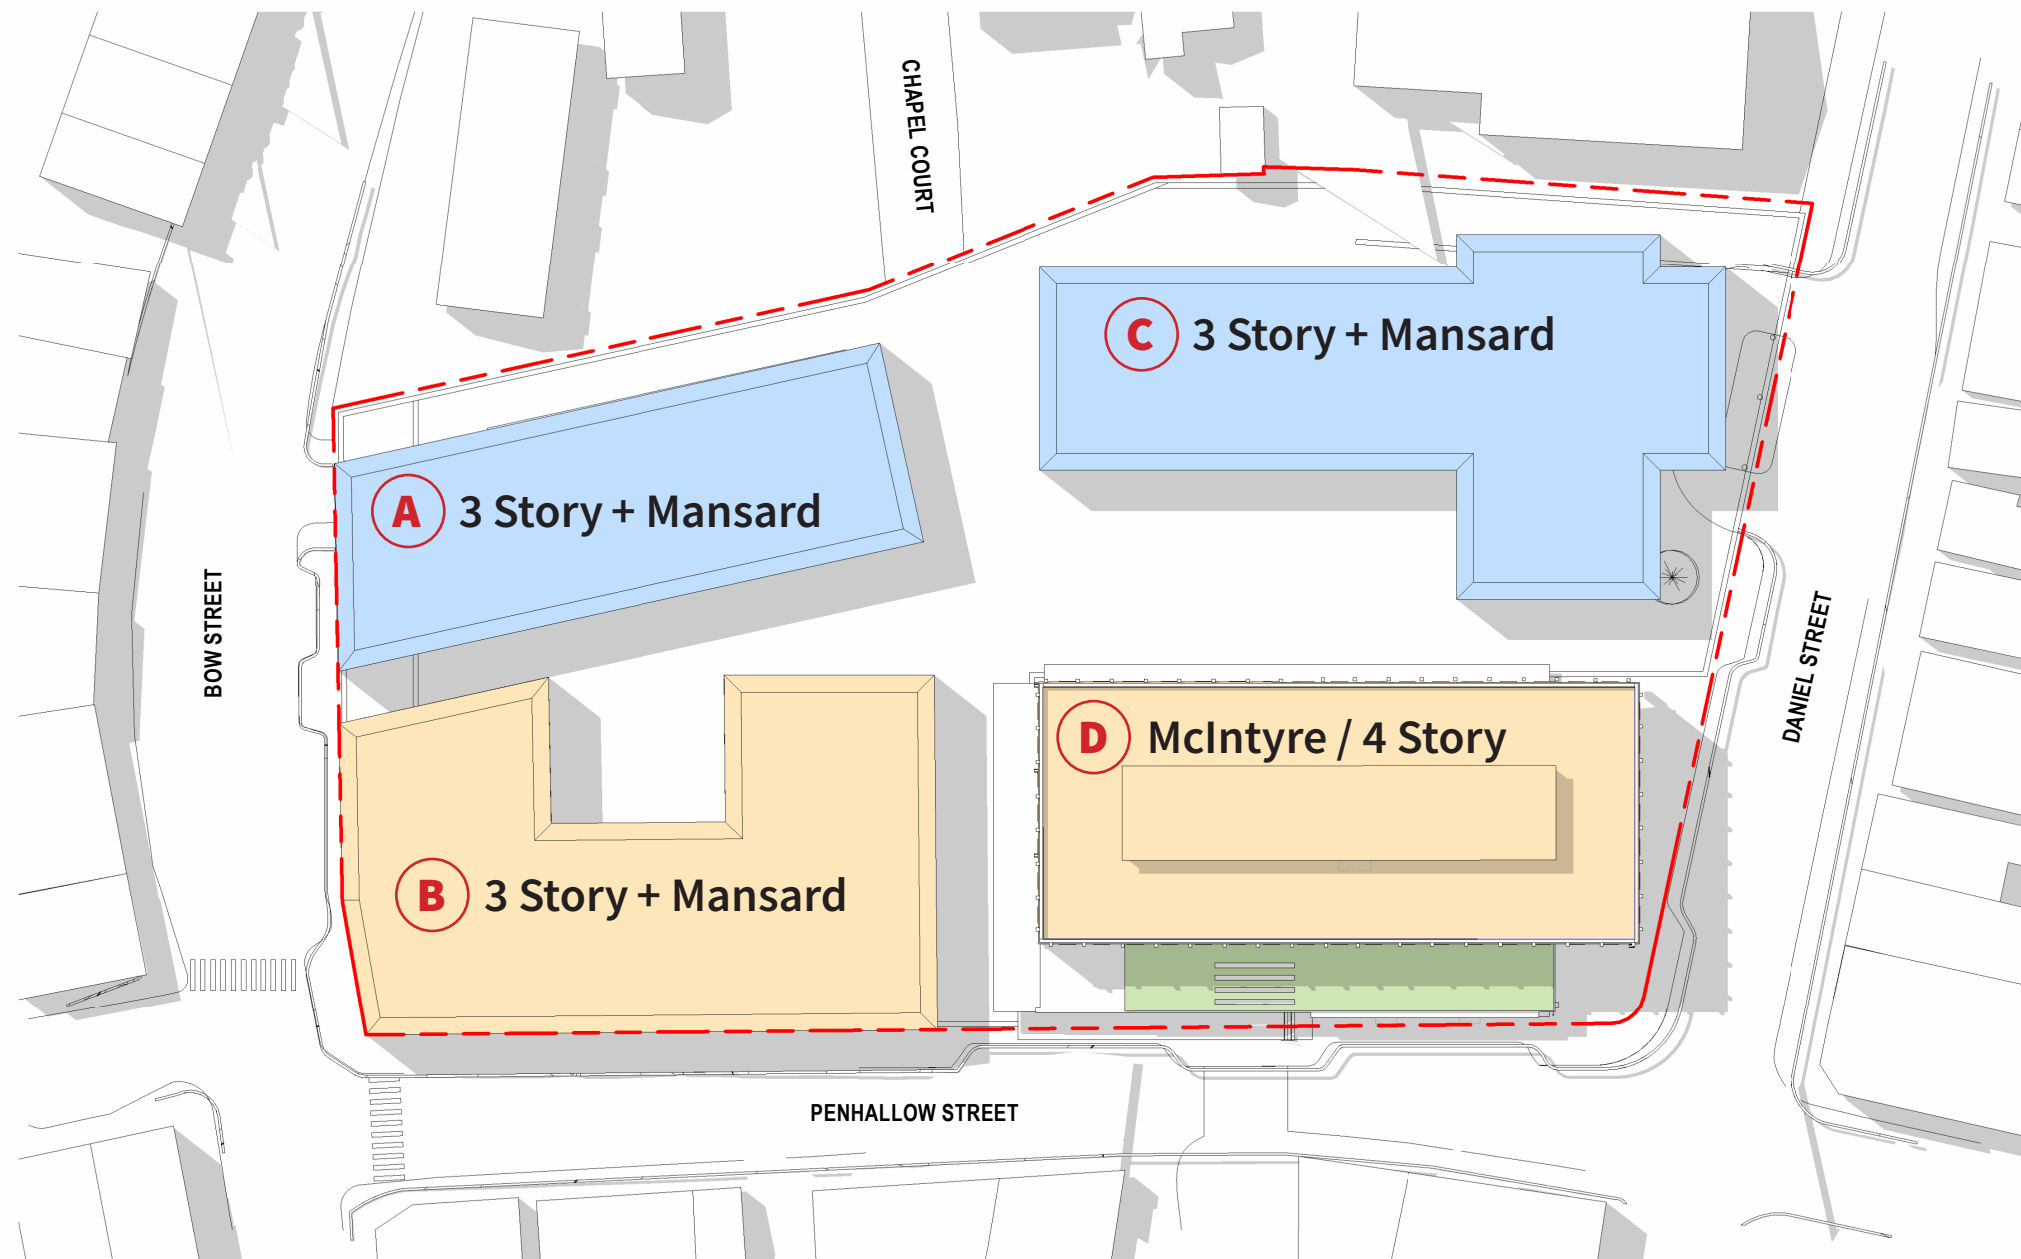 CHAPEL COURT
C 3 Story + Mansard
A 3 Story + Mansard
BOW STREET
DANIEL STREET
D McIntyre / 4 Story
B 3 Story + Mansard
PENHALLOW STREET